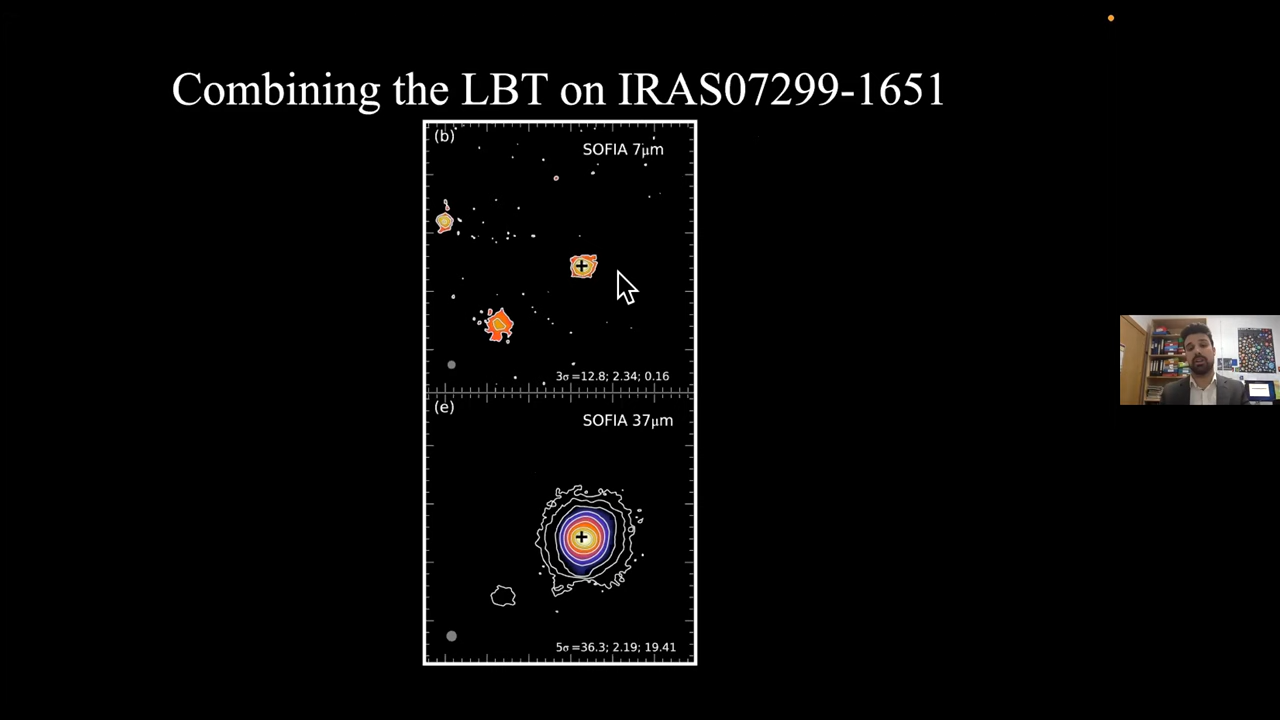 Combining the LBT on IRAS07299-1651
(b)
SOFIA 7μm
3σ=12.8; 2.34; 0.16
(e)
SOFIA 37μm
5σ=36.3; 2.19; 19.41